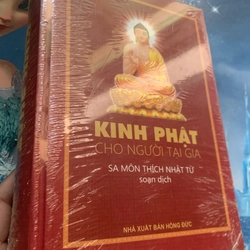 KINH PHẬT
CHO NGƯỜI TẠI GIA
SA MÔN THÍCH NHẬT TỪ
soạn dịch
NHÀ XUẤT BẢN HỒNG ĐỨC